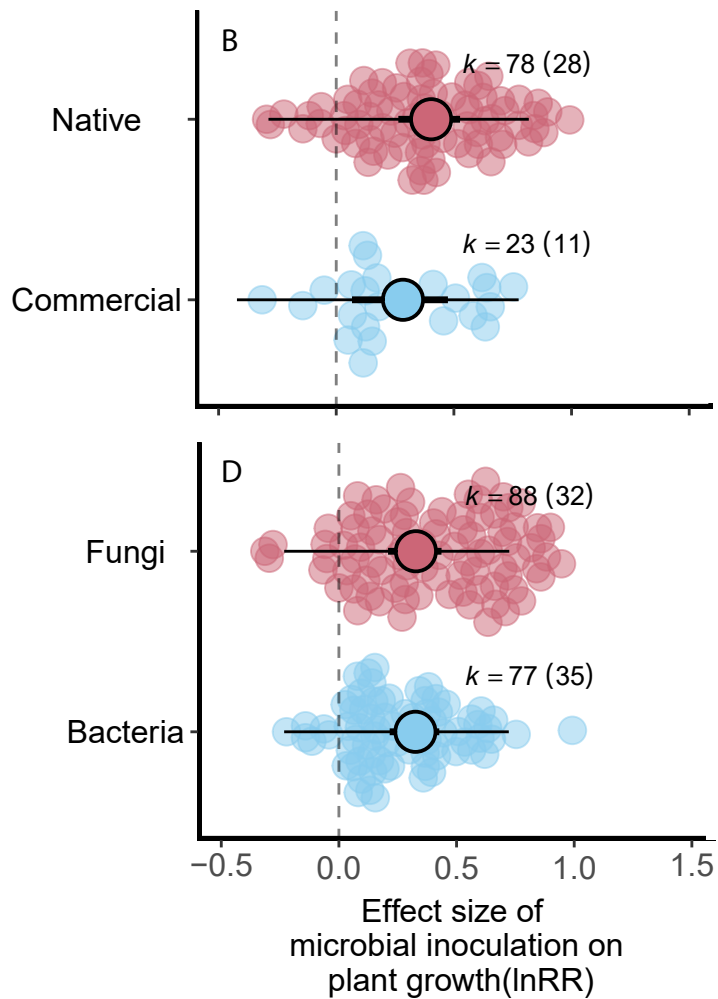 B
k = 78 (28)
Native
k = 23 (11)
Commercial
D
k = 88 (32)
Fungi
k = 77 (35)
Bacteria
−0.5 0.0 0.5 1.0 1.5
Effect size of
microbial inoculation on
plant growth(lnRR)